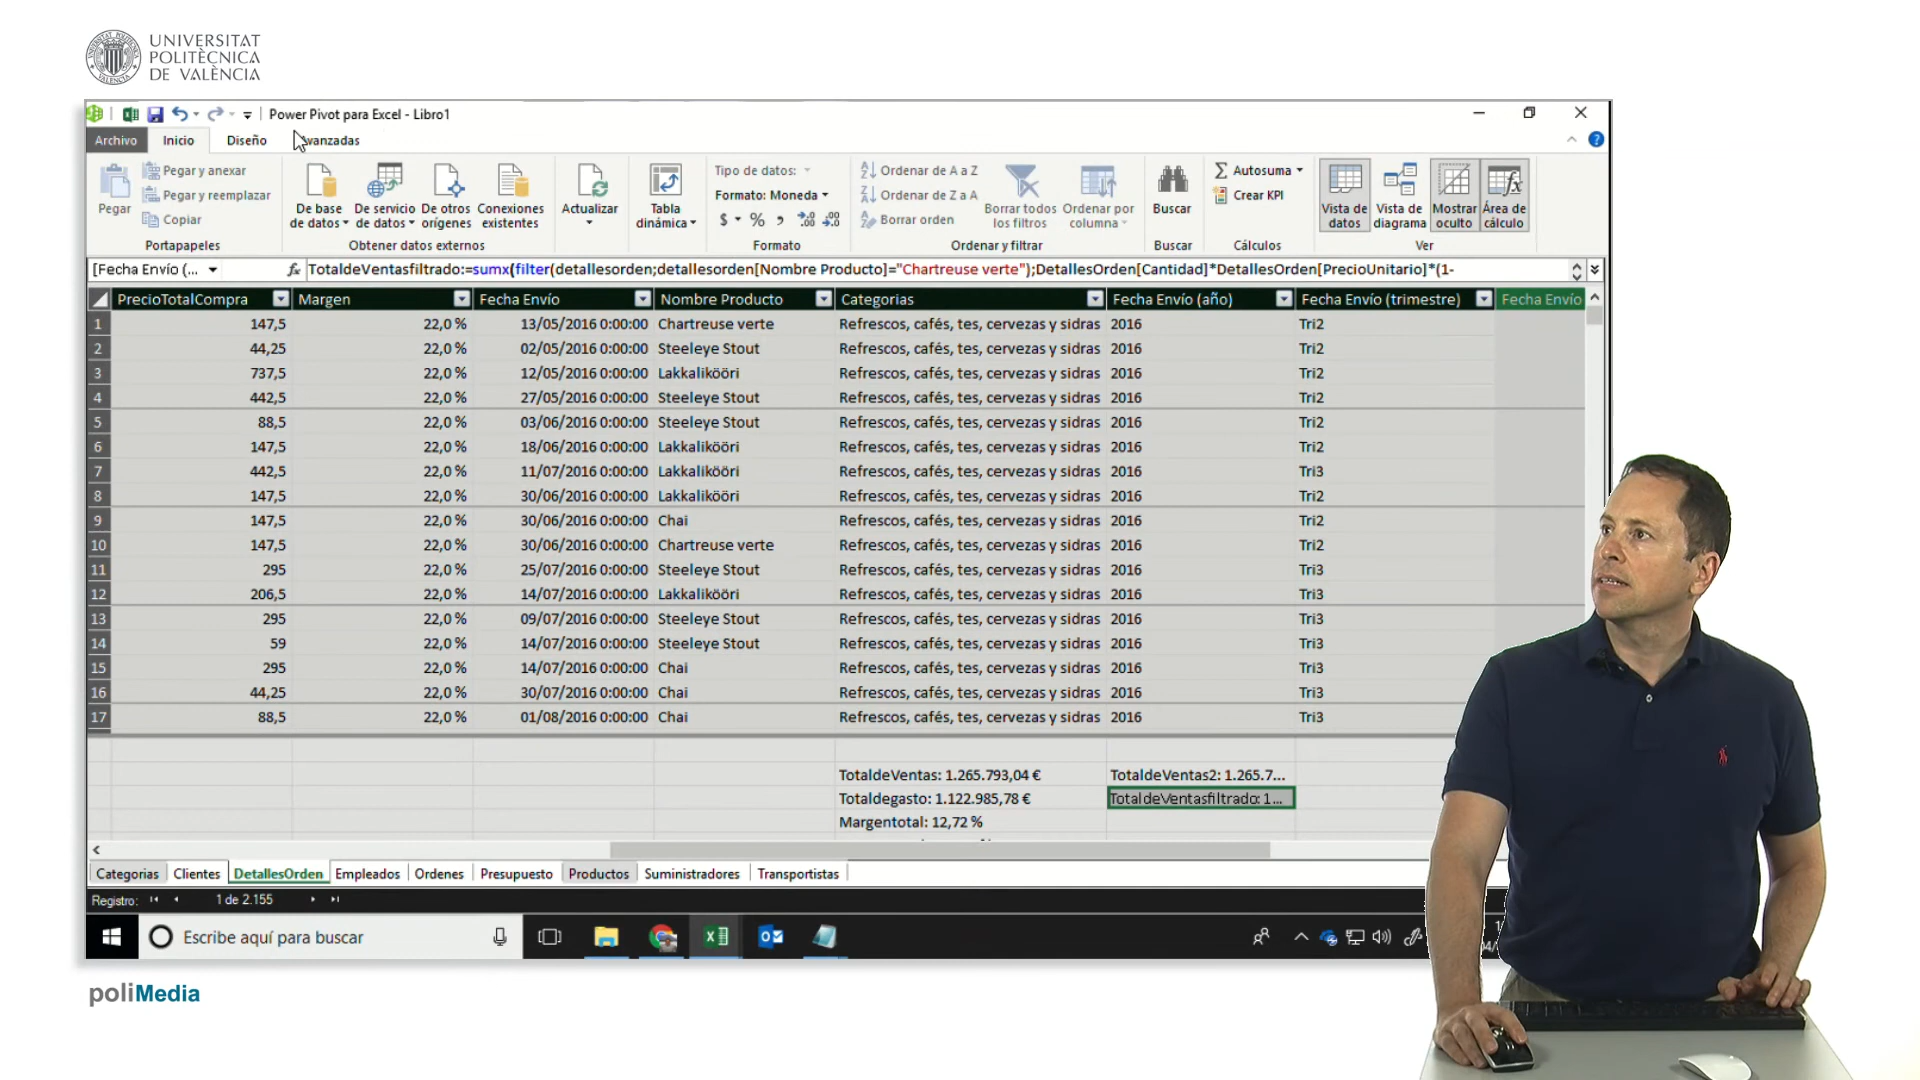 UNIVERSITAT
POLITÈCNICA
DE VALÈNCIA
Power Pivot para Excel - Libro1
Archivo Inicio Diseño Avanzadas
Pegar
Pegar y anexar
Pegar y reemplazar
Copiar
Portapapeles
De base de datos
De servicio de datos
De otros orígenes
Conexiones existentes
Obtener datos externos
Actualizar
Tabla dinámica
Tipo de datos:
Formato: Moneda
$ % ,
Formato
Ordenar de A a Z
Ordenar de Z a A
Borrar orden
Borrar todos los filtros
Ordenar por columna
Ordenar y filtrar
Buscar
Buscar
Autosuma
Crear KPI
Cálculos
Vista de datos
Vista de diagrama
Mostrar oculto
Área de cálculo
Ver
[Fecha Envío (... fx TotaldeVentasfiltrado:=sumx(filter(detallesorden;detallesorden[Nombre Producto]="Chartreuse verte");DetallesOrden[Cantidad]*DetallesOrden[PrecioUnitario]*(1-
PrecioTotalCompra Margen Fecha Envío Nombre Producto Categorias Fecha Envío (año) Fecha Envío (trimestre) Fecha Envío
1 147,5 22,0 % 13/05/2016 0:00:00 Chartreuse verte Refrescos, cafés, tes, cervezas y sidras 2016 Tri2
2 44,25 22,0 % 02/05/2016 0:00:00 Steeleye Stout Refrescos, cafés, tes, cervezas y sidras 2016 Tri2
3 737,5 22,0 % 12/05/2016 0:00:00 Lakkalikööri Refrescos, cafés, tes, cervezas y sidras 2016 Tri2
4 442,5 22,0 % 27/05/2016 0:00:00 Steeleye Stout Refrescos, cafés, tes, cervezas y sidras 2016 Tri2
5 88,5 22,0 % 03/06/2016 0:00:00 Steeleye Stout Refrescos, cafés, tes, cervezas y sidras 2016 Tri2
6 147,5 22,0 % 18/06/2016 0:00:00 Lakkalikööri Refrescos, cafés, tes, cervezas y sidras 2016 Tri2
7 442,5 22,0 % 11/07/2016 0:00:00 Lakkalikööri Refrescos, cafés, tes, cervezas y sidras 2016 Tri3
8 147,5 22,0 % 30/06/2016 0:00:00 Lakkalikööri Refrescos, cafés, tes, cervezas y sidras 2016 Tri2
9 147,5 22,0 % 30/06/2016 0:00:00 Chai Refrescos, cafés, tes, cervezas y sidras 2016 Tri2
10 147,5 22,0 % 30/06/2016 0:00:00 Chartreuse verte Refrescos, cafés, tes, cervezas y sidras 2016 Tri2
11 295 22,0 % 25/07/2016 0:00:00 Steeleye Stout Refrescos, cafés, tes, cervezas y sidras 2016 Tri3
12 206,5 22,0 % 14/07/2016 0:00:00 Lakkalikööri Refrescos, cafés, tes, cervezas y sidras 2016 Tri3
13 295 22,0 % 09/07/2016 0:00:00 Steeleye Stout Refrescos, cafés, tes, cervezas y sidras 2016 Tri3
14 59 22,0 % 14/07/2016 0:00:00 Steeleye Stout Refrescos, cafés, tes, cervezas y sidras 2016 Tri3
15 295 22,0 % 14/07/2016 0:00:00 Chai Refrescos, cafés, tes, cervezas y sidras 2016 Tri3
16 44,25 22,0 % 30/07/2016 0:00:00 Chai Refrescos, cafés, tes, cervezas y sidras 2016 Tri3
17 88,5 22,0 % 01/08/2016 0:00:00 Chai Refrescos, cafés, tes, cervezas y sidras 2016 Tri3
TotaldeVentas: 1.265.793,04 € TotaldeVentas2: 1.265.7...
Totaldegasto: 1.122.985,78 € TotaldeVentasfiltrado: 1...
Margentotal: 12,72 %
Categorias Clientes DetallesOrden Empleados Ordenes Presupuesto Productos Suministradores Transportistas
Registro: 1 de 2.155
Escribe aquí para buscar
poliMedia